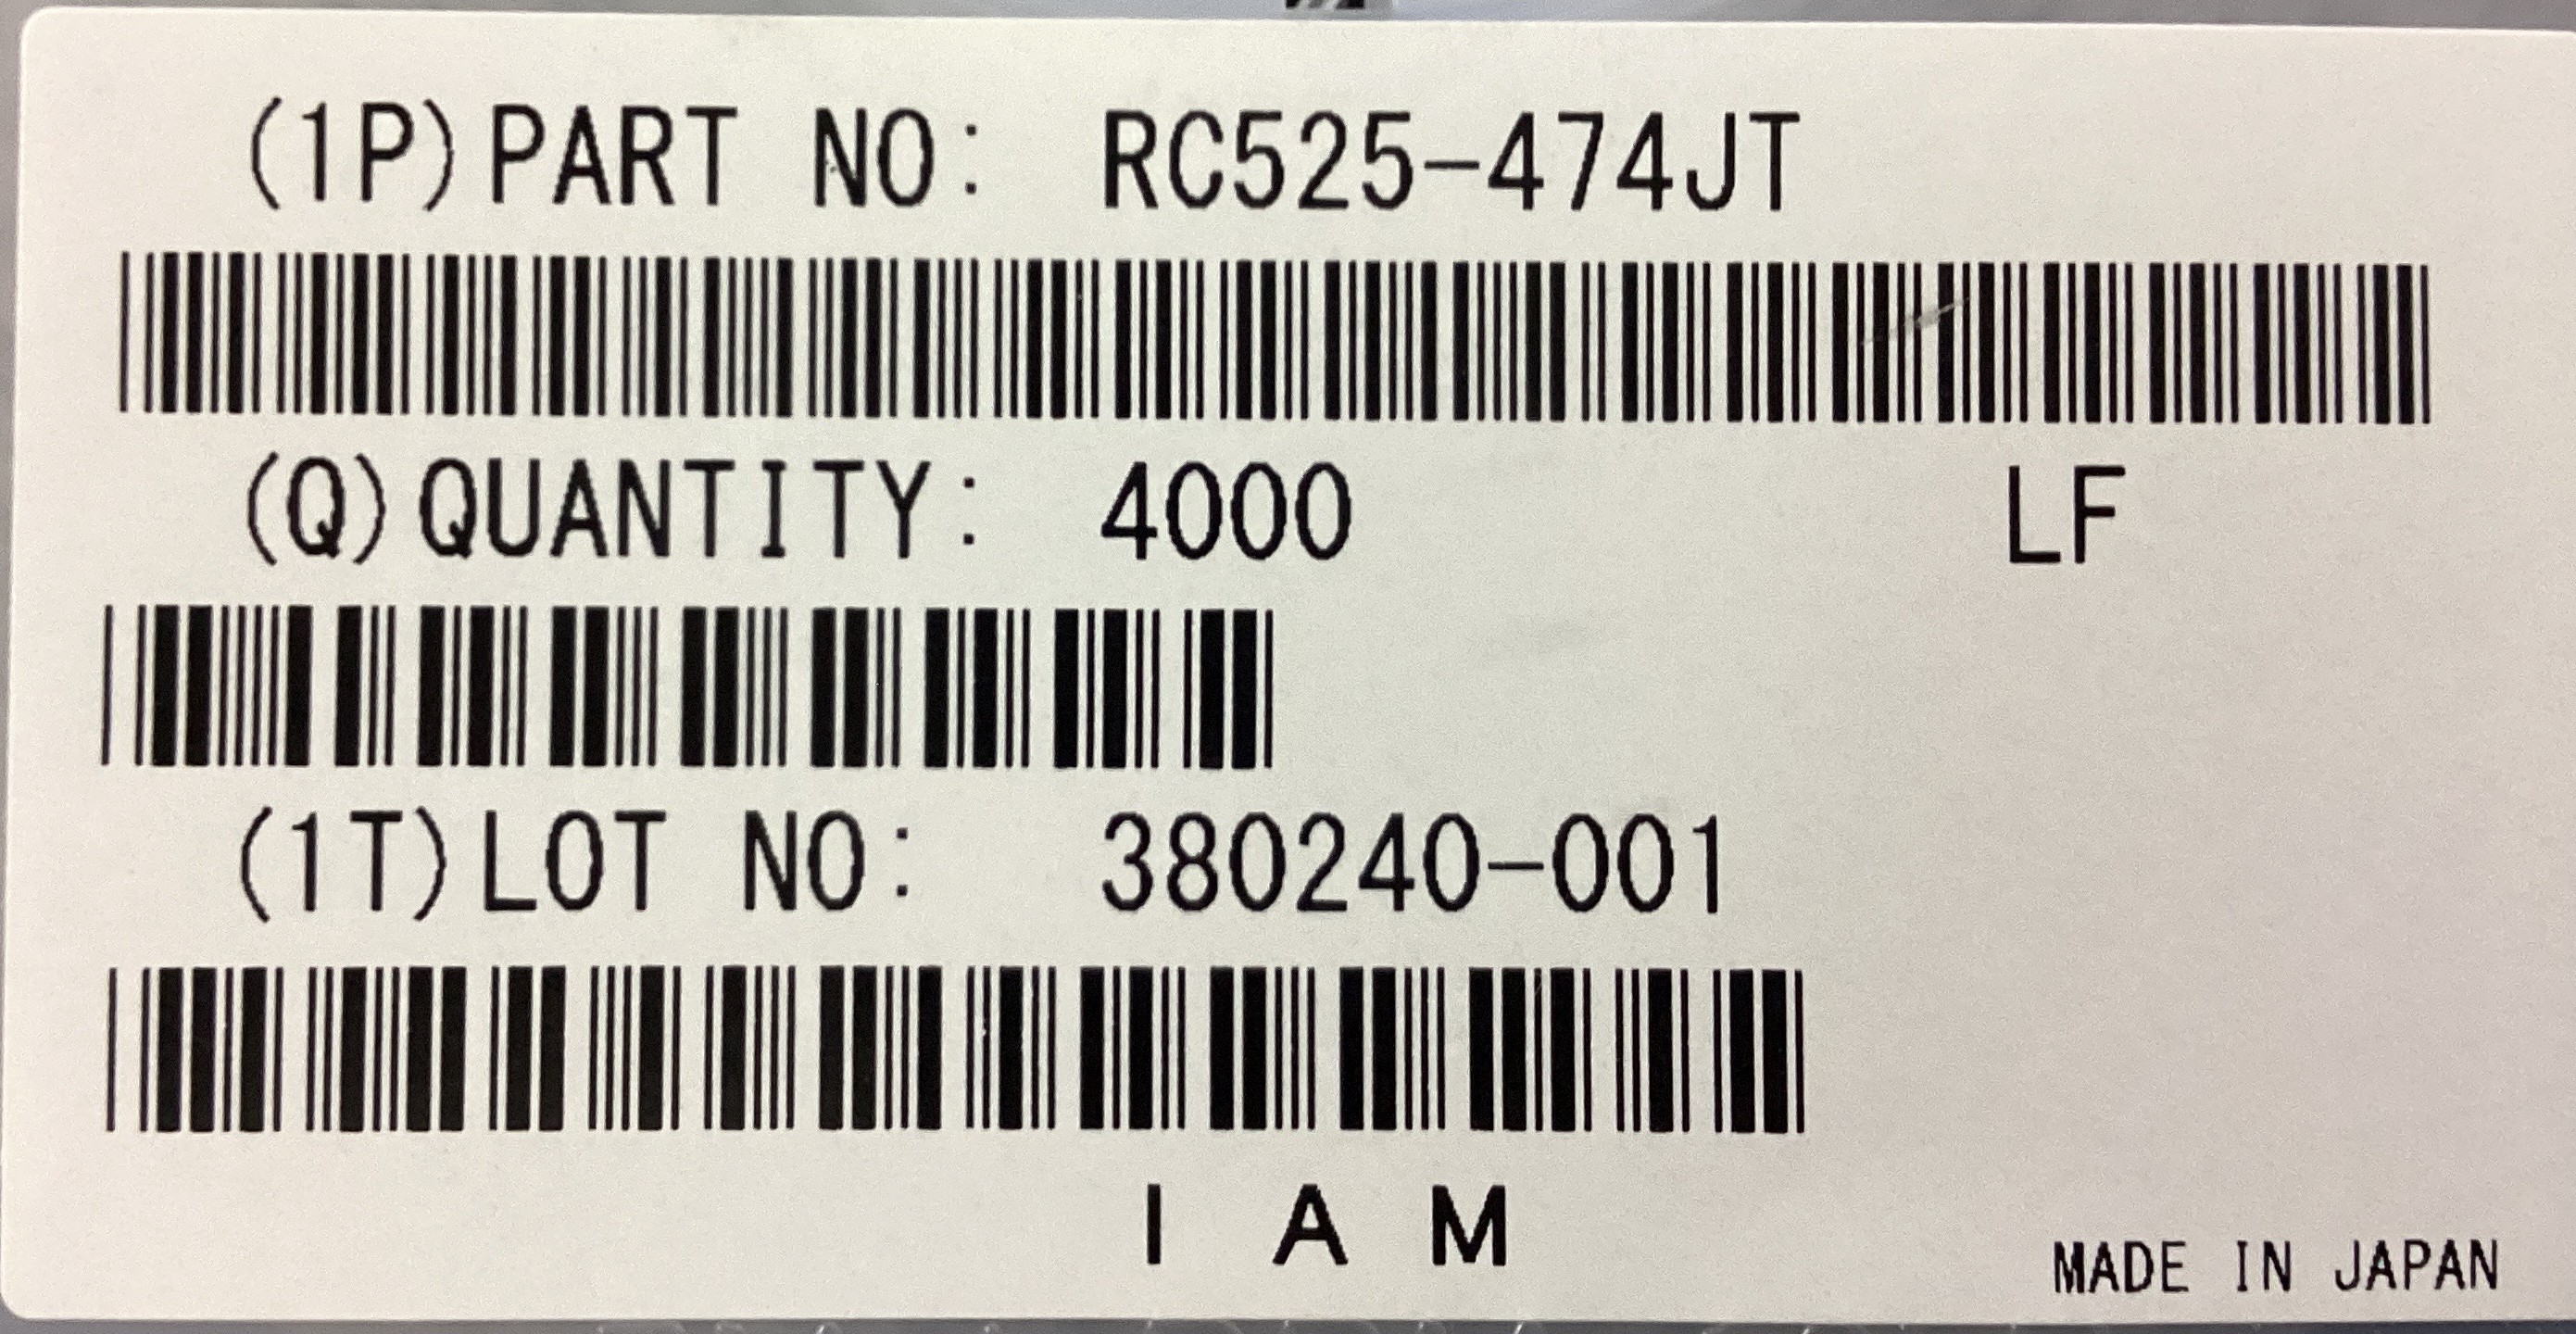 (1P)PART NO: RC525-474JT
(Q)QUANTITY: 4000 LF
(1T)LOT NO: 380240-001
I A M
MADE IN JAPAN